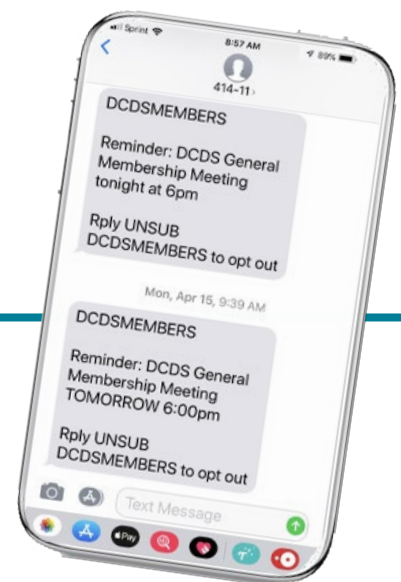 Sprint
8:57 AM
89%
414-11
DCDSMEMBERS
Reminder: DCDS General
Membership Meeting
tonight at 6pm
Rply UNSUB
DCDSMEMBERS to opt out
Mon, Apr 15, 9:39 AM
DCDSMEMBERS
Reminder: DCDS General
Membership Meeting
TOMORROW 6:00pm
Rply UNSUB
DCDSMEMBERS to opt out
Text Message
Pay